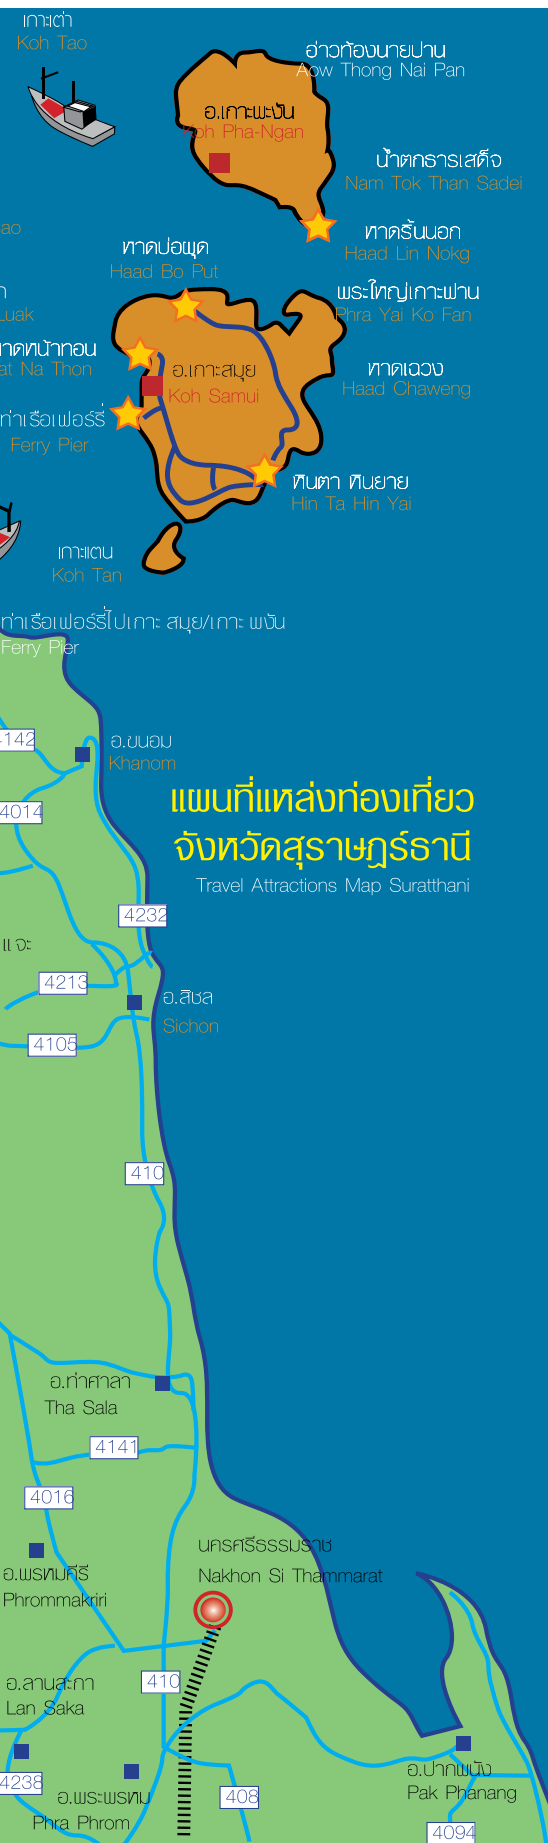 เกาะเต่า
Koh Tao
อ่าวท้องนายปาน
Aow Thong Nai Pan
อ.เกาะพะงัน
Koh Pha-Ngan
น้ำตกธารเสด็จ
Nam Tok Than Sadei
ao
หาดริ้นนอก
Haad Lin Nokg
หาดบ่อผุด
Haad Bo Put
พระใหญ่เกาะฟาน
Phra Yai Ko Fan
Luak
าดหน้าทอน
at Na Thon
อ.เกาะสมุย
Koh Samui
หาดเฉวง
Haad Chaweng
ท่าเรือเฟอร์รี่
Ferry Pier
หินตา หินยาย
Hin Ta Hin Yai
เกาะแตน
Koh Tan
ท่าเรือเฟอร์รี่ไปเกาะ สมุย/เกาะ พงัน
Ferry Pier
4142
อ.ขนอม
Khanom
แผนที่แหล่งท่องเที่ยว
จังหวัดสุราษฎร์ธานี
Travel Attractions Map Suratthani
4014
4232
แจะ
4213
อ.สิชล
Sichon
4105
410
อ.ท่าศาลา
Tha Sala
4141
4016
นครศรีธรรมราช
Nakhon Si Thammarat
อ.พรหมคีรี
Phrommakriri
อ.ลานสะกา
Lan Saka
410
4238
อ.พระพรหม
Phra Phrom
408
อ.ปากพนัง
Pak Phanang
4094